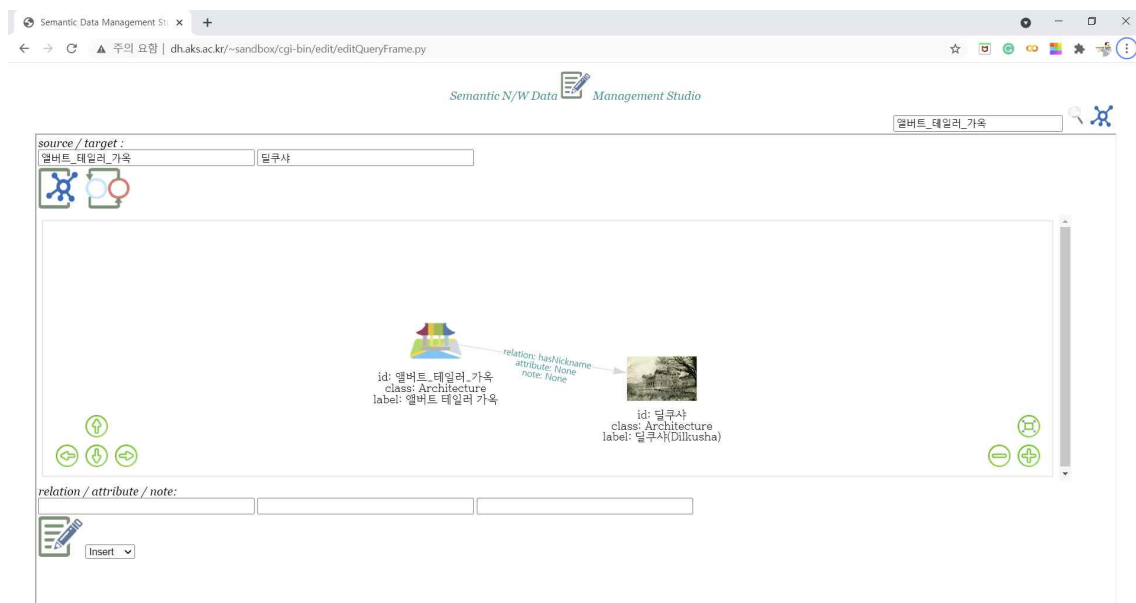 Semantic Data Management St
주의 요함 | dh.aks.ac.kr/~sandbox/cgi-bin/edit/editQueryFrame.py
Semantic N/W Data Management Studio
앨버트_테일러_가옥
source / target :
앨버트_테일러_가옥 딜쿠샤
relation: hasNickname
attribute: None
note: None
id: 앨버트_테일러_가옥
class: Architecture
label: 앨버트 테일러 가옥
id: 딜쿠샤
class: Architecture
label: 딜쿠샤(Dilkusha)
relation / attribute / note:
Insert